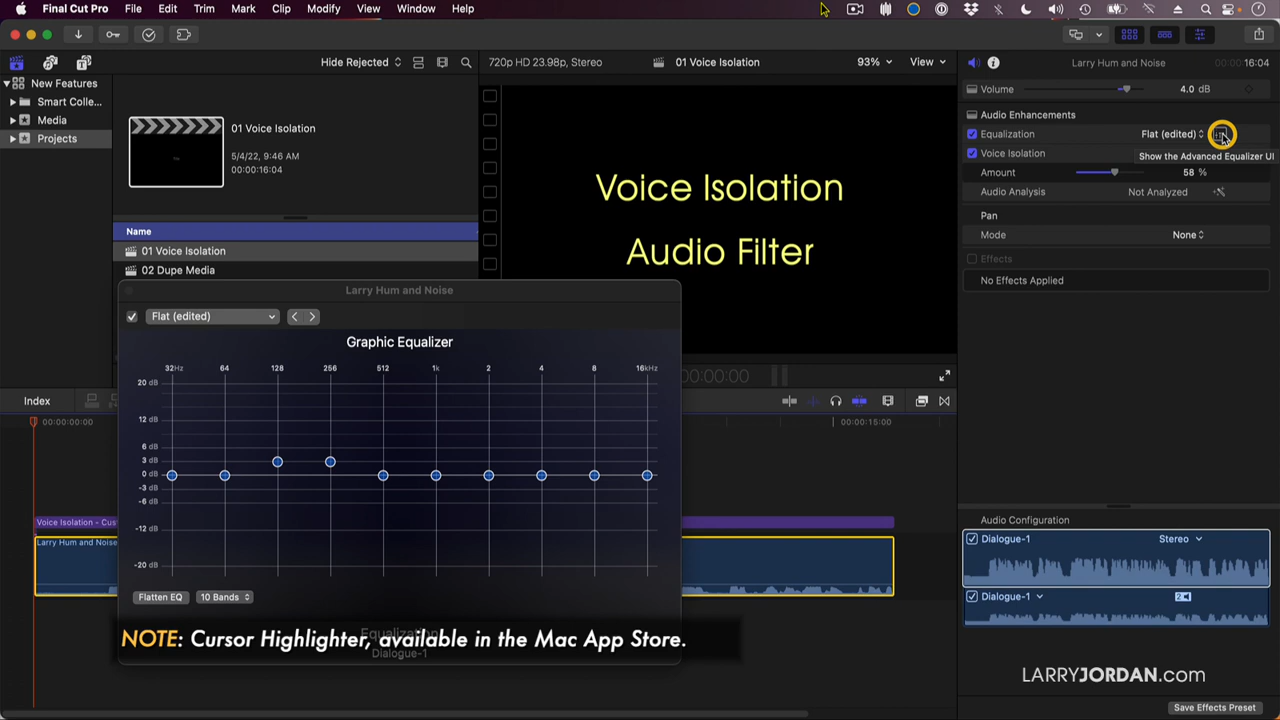 Final Cut Pro File Edit Trim Mark Clip Modify View Window Help
Hide Rejected
720p HD 23.98p, Stereo
01 Voice Isolation
93%
View
Larry Hum and Noise
16:04
New Features
Smart Colle...
Media
Projects
01 Voice Isolation
5/4/22, 9:46 AM
00:00:16:04
Name
01 Voice Isolation
02 Dupe Media
Voice Isolation
Audio Filter
Volume
4.0 dB
Audio Enhancements
Equalization
Flat (edited)
Voice Isolation
Show the Advanced Equalizer UI
Amount
58 %
Audio Analysis
Not Analyzed
Pan
Mode
None
Effects
No Effects Applied
Larry Hum and Noise
Flat (edited)
Graphic Equalizer
32Hz 64 128 256 512 1k 2 4 8 16kHz
20 dB
12 dB
6 dB
3 dB
0 dB
-3 dB
-6 dB
-12 dB
-20 dB
Flatten EQ
10 Bands
Equalization
Dialogue-1
NOTE: Cursor Highlighter, available in the Mac App Store.
Index
00:00:00:00
00:00:15:00
Voice Isolation - Cus
Larry Hum and Noise
Audio Configuration
Dialogue-1
Stereo
Dialogue-1
2
LARRYJORDAN.com
Save Effects Preset